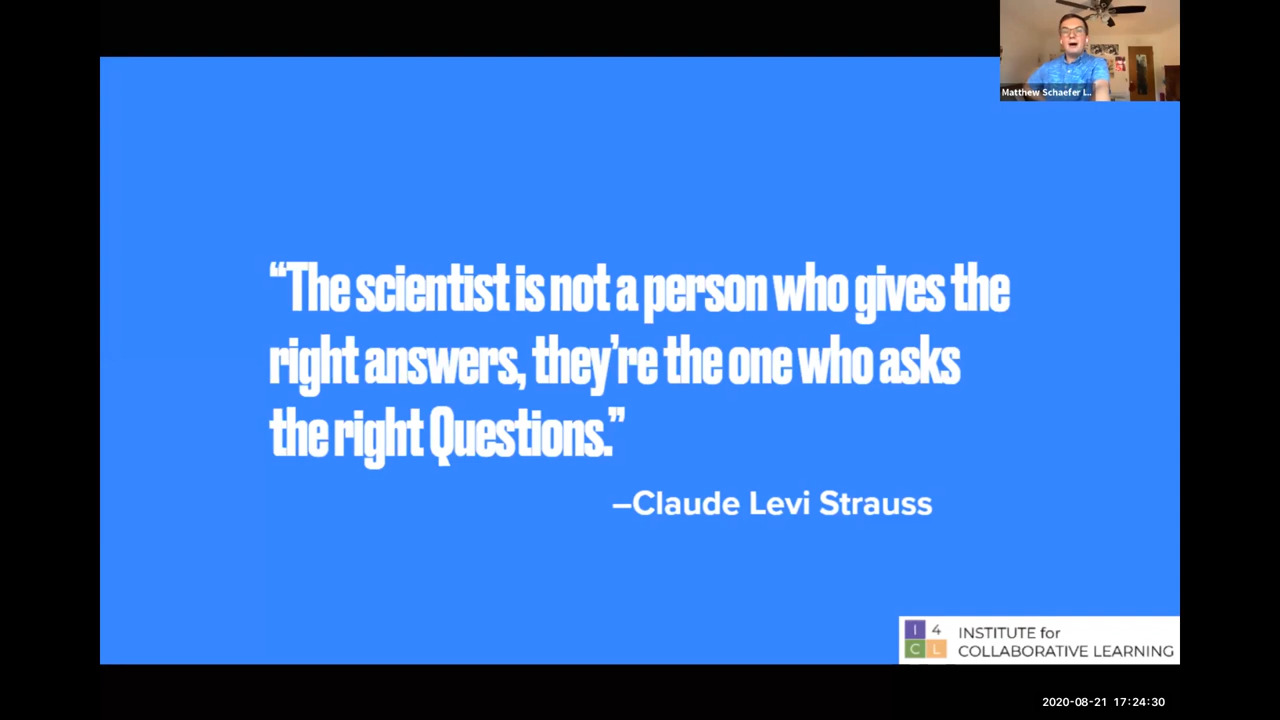 Matthew Schaefer L...
“The scientist is not a person who gives the
right answers, they’re the one who asks
the right Questions.”
–Claude Levi Strauss
I 4
C L
INSTITUTE for
COLLABORATIVE LEARNING
2020-08-21 17:24:30